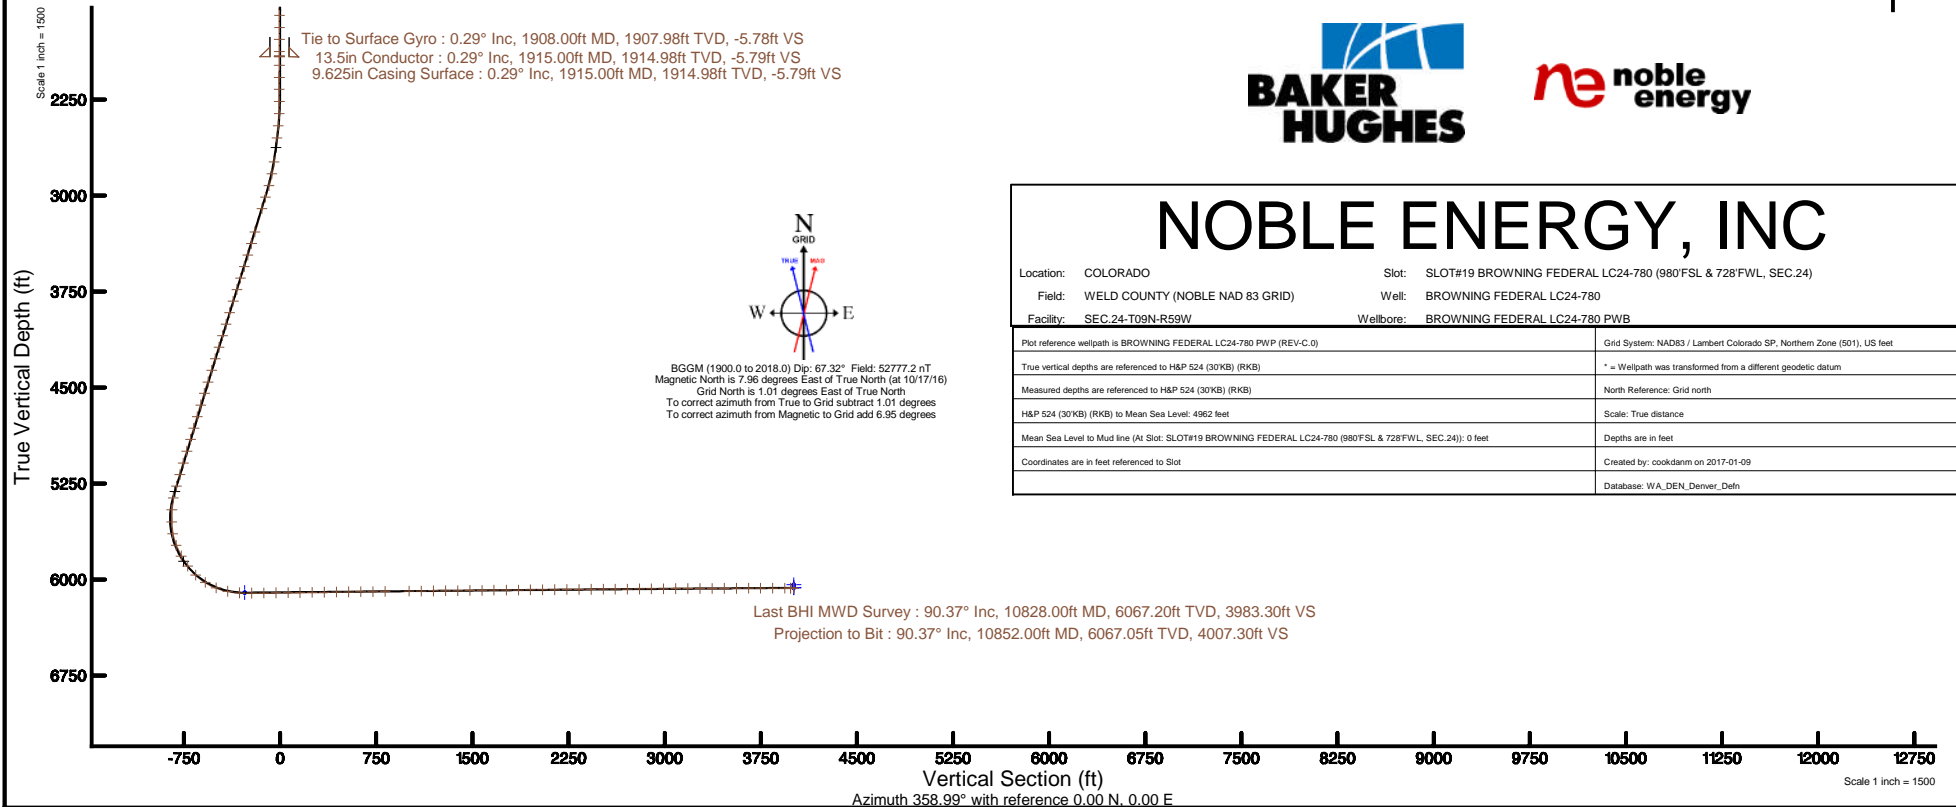 Scale 1 inch = 1500
Tie to Surface Gyro : 0.29° Inc, 1908.00ft MD, 1907.98ft TVD, -5.78ft VS
13.5in Conductor : 0.29° Inc, 1915.00ft MD, 1914.98ft TVD, -5.79ft VS
9.625in Casing Surface : 0.29° Inc, 1915.00ft MD, 1914.98ft TVD, -5.79ft VS
BAKER
HUGHES
ne noble
energy
2250
3000
3750
4500
5250
6000
6750
True Vertical Depth (ft)
N
GRID
TRUE MAG
W E
BGGM (1900.0 to 2018.0) Dip: 67.32° Field: 52777.2 nT
Magnetic North is 7.96 degrees East of True North (at 10/17/16)
Grid North is 1.01 degrees East of True North
To correct azimuth from True to Grid subtract 1.01 degrees
To correct azimuth from Magnetic to Grid add 6.95 degrees
NOBLE ENERGY, INC
Location: COLORADO Slot: SLOT#19 BROWNING FEDERAL LC24-780 (980'FSL & 728'FWL, SEC.24)
Field: WELD COUNTY (NOBLE NAD 83 GRID) Well: BROWNING FEDERAL LC24-780
Facility: SEC.24-T09N-R59W Wellbore: BROWNING FEDERAL LC24-780 PWB
Plot reference wellpath is BROWNING FEDERAL LC24-780 PWP (REV-C.0) Grid System: NAD83 / Lambert Colorado SP, Northern Zone (501), US feet
True vertical depths are referenced to H&P 524 (30'KB) (RKB) * = Wellpath was transformed from a different geodetic datum
Measured depths are referenced to H&P 524 (30'KB) (RKB) North Reference: Grid north
H&P 524 (30'KB) (RKB) to Mean Sea Level: 4962 feet Scale: True distance
Mean Sea Level to Mud line (At Slot: SLOT#19 BROWNING FEDERAL LC24-780 (980'FSL & 728'FWL, SEC.24)): 0 feet Depths are in feet
Coordinates are in feet referenced to Slot Created by: cookdanm on 2017-01-09
Database: WA_DEN_Denver_Defn
Last BHI MWD Survey : 90.37° Inc, 10828.00ft MD, 6067.20ft TVD, 3983.30ft VS
Projection to Bit : 90.37° Inc, 10852.00ft MD, 6067.05ft TVD, 4007.30ft VS
-750 0 750 1500 2250 3000 3750 4500 5250 6000 6750 7500 8250 9000 9750 10500 11250 12000 12750
Vertical Section (ft)
Scale 1 inch = 1500
Azimuth 358.99° with reference 0.00 N, 0.00 E